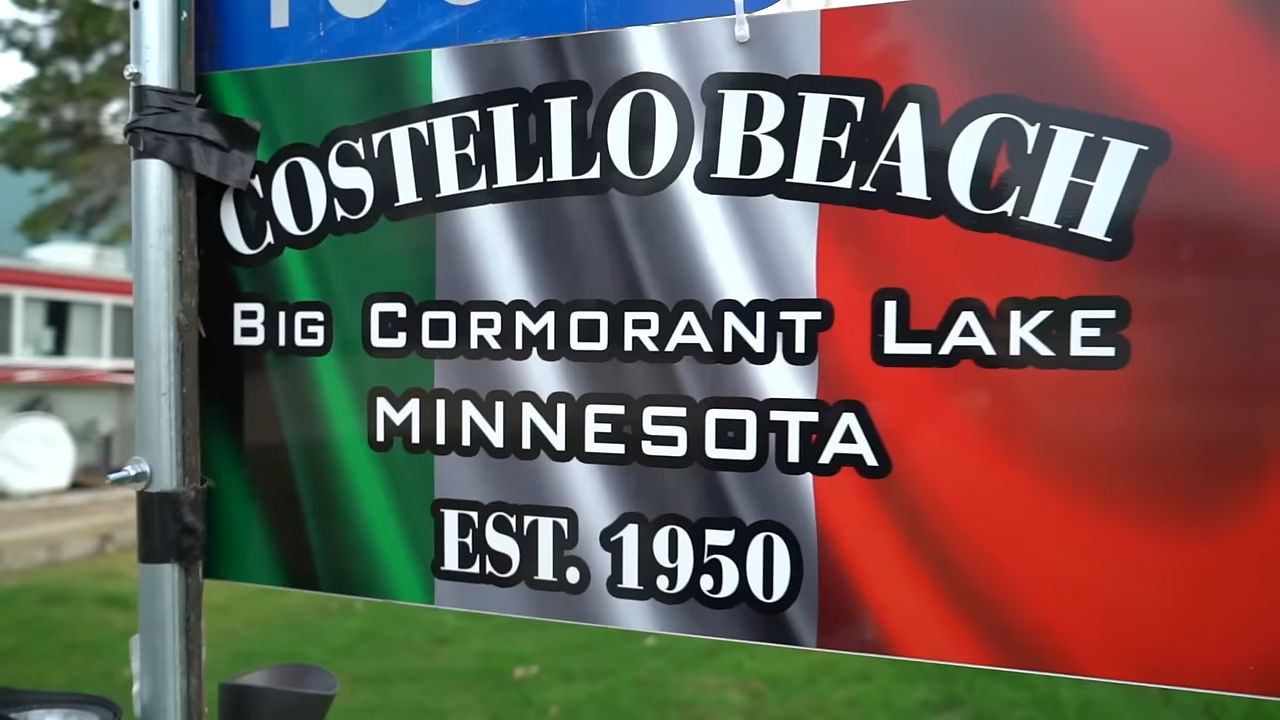 COSTELLO BEACH
BIG CORMORANT LAKE
MINNESOTA
EST. 1950